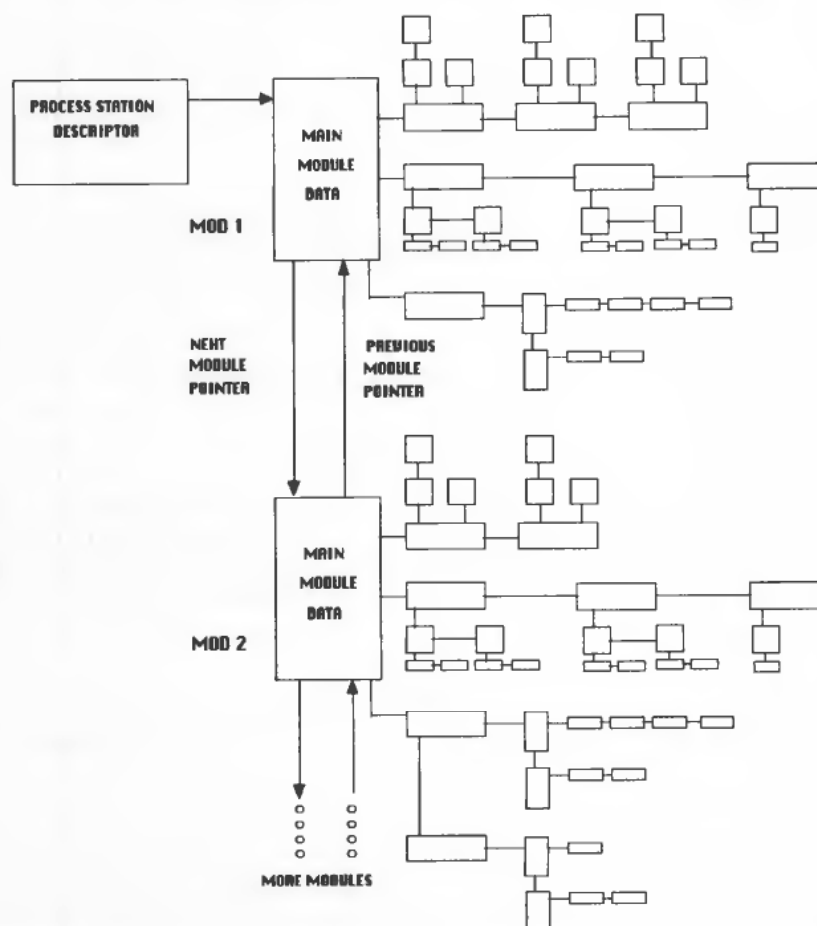 PROCESS STATION
DESCRIPTOR
MAIN
MODULE
DATA
MOD 1
NEXT
MODULE
POINTER
PREVIOUS
MODULE
POINTER
MAIN
MODULE
DATA
MOD 2
MORE MODULES